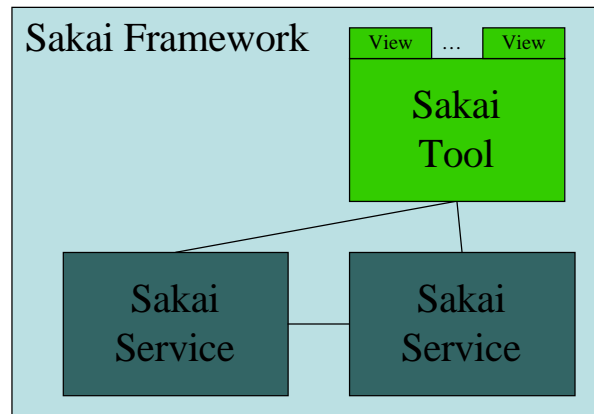 Sakai Framework
View … View
Sakai
Tool
Sakai
Service
Sakai
Service